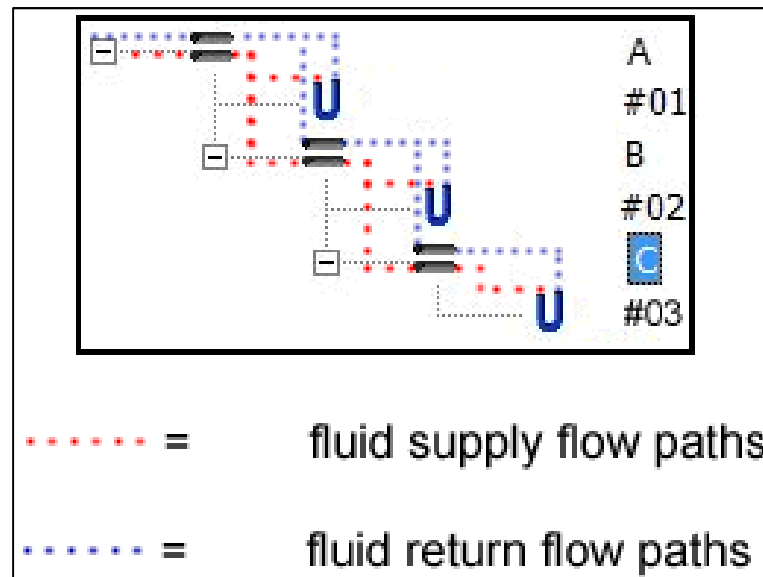 A
#01
B
#02
C
#03
= fluid supply flow paths
= fluid return flow paths